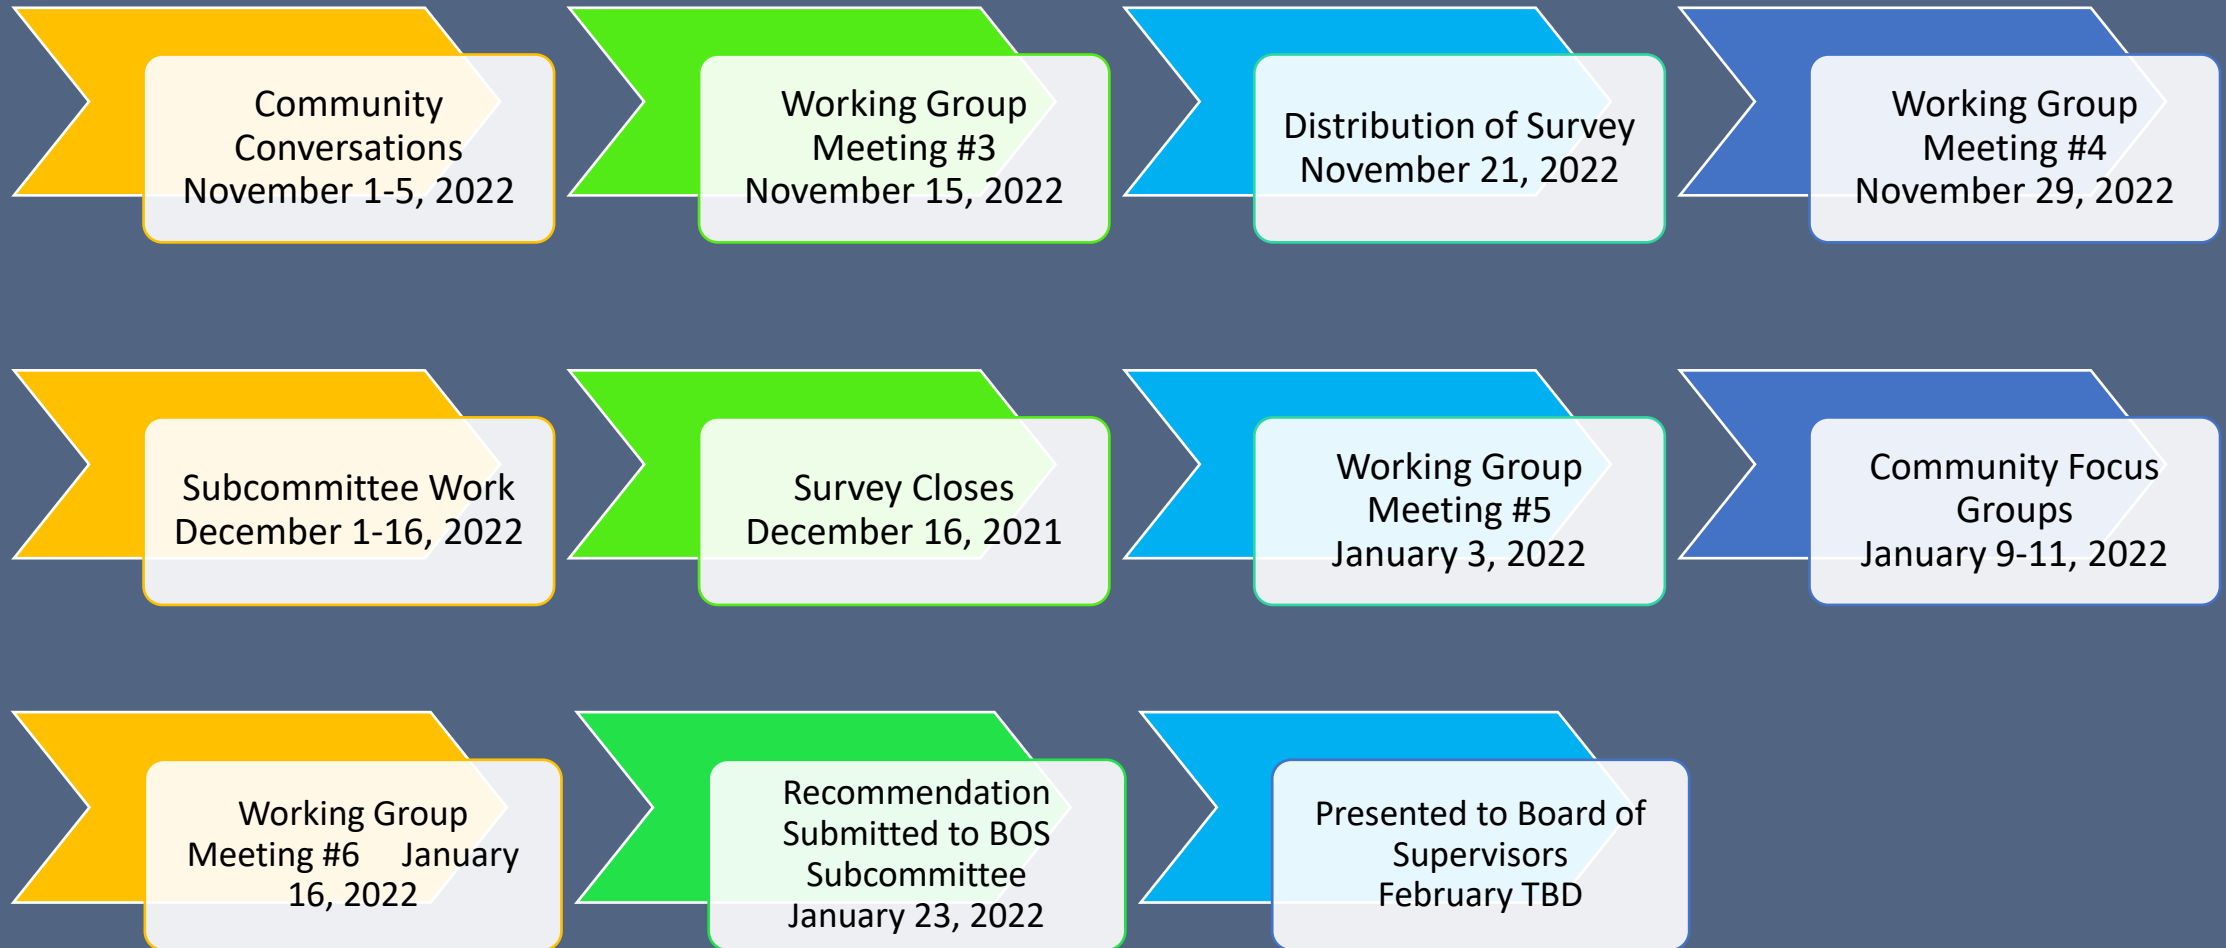 Community
Conversations
November 1-5, 2022
Working Group
Meeting #3
November 15, 2022
Distribution of Survey
November 21, 2022
Working Group
Meeting #4
November 29, 2022
Subcommittee Work
December 1-16, 2022
Survey Closes
December 16, 2021
Working Group
Meeting #5
January 3, 2022
Community Focus
Groups
January 9-11, 2022
Working Group
Meeting #6 January
16, 2022
Recommendation
Submitted to BOS
Subcommittee
January 23, 2022
Presented to Board of
Supervisors
February TBD